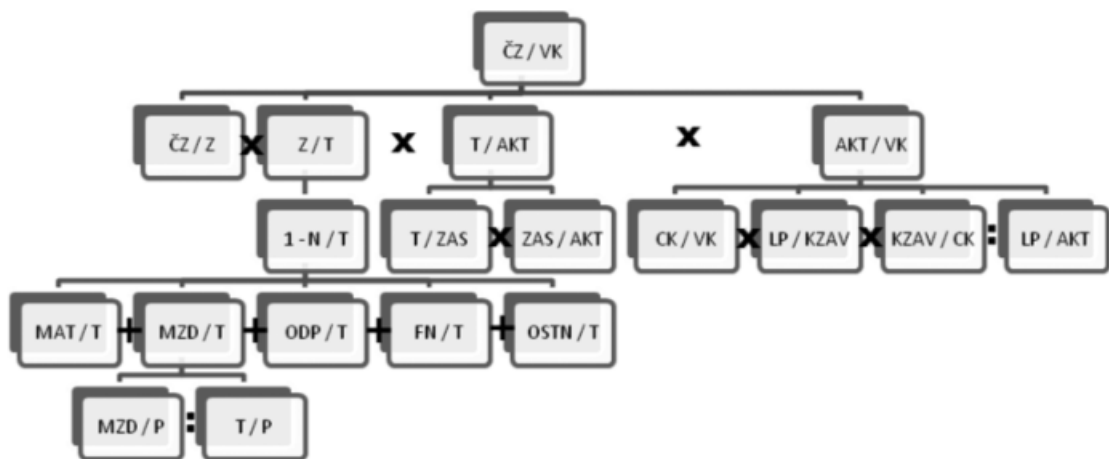 ČZ / VK
ČZ / Z x Z / T x T / AKT x AKT / VK
1 - N / T T / ZAS x ZAS / AKT CK / VK x LP / KZAV x KZAV / CK : LP / AKT
MAT / T + MZD / T + ODP / T + FN / T + OSTN / T
MZD / P : T / P